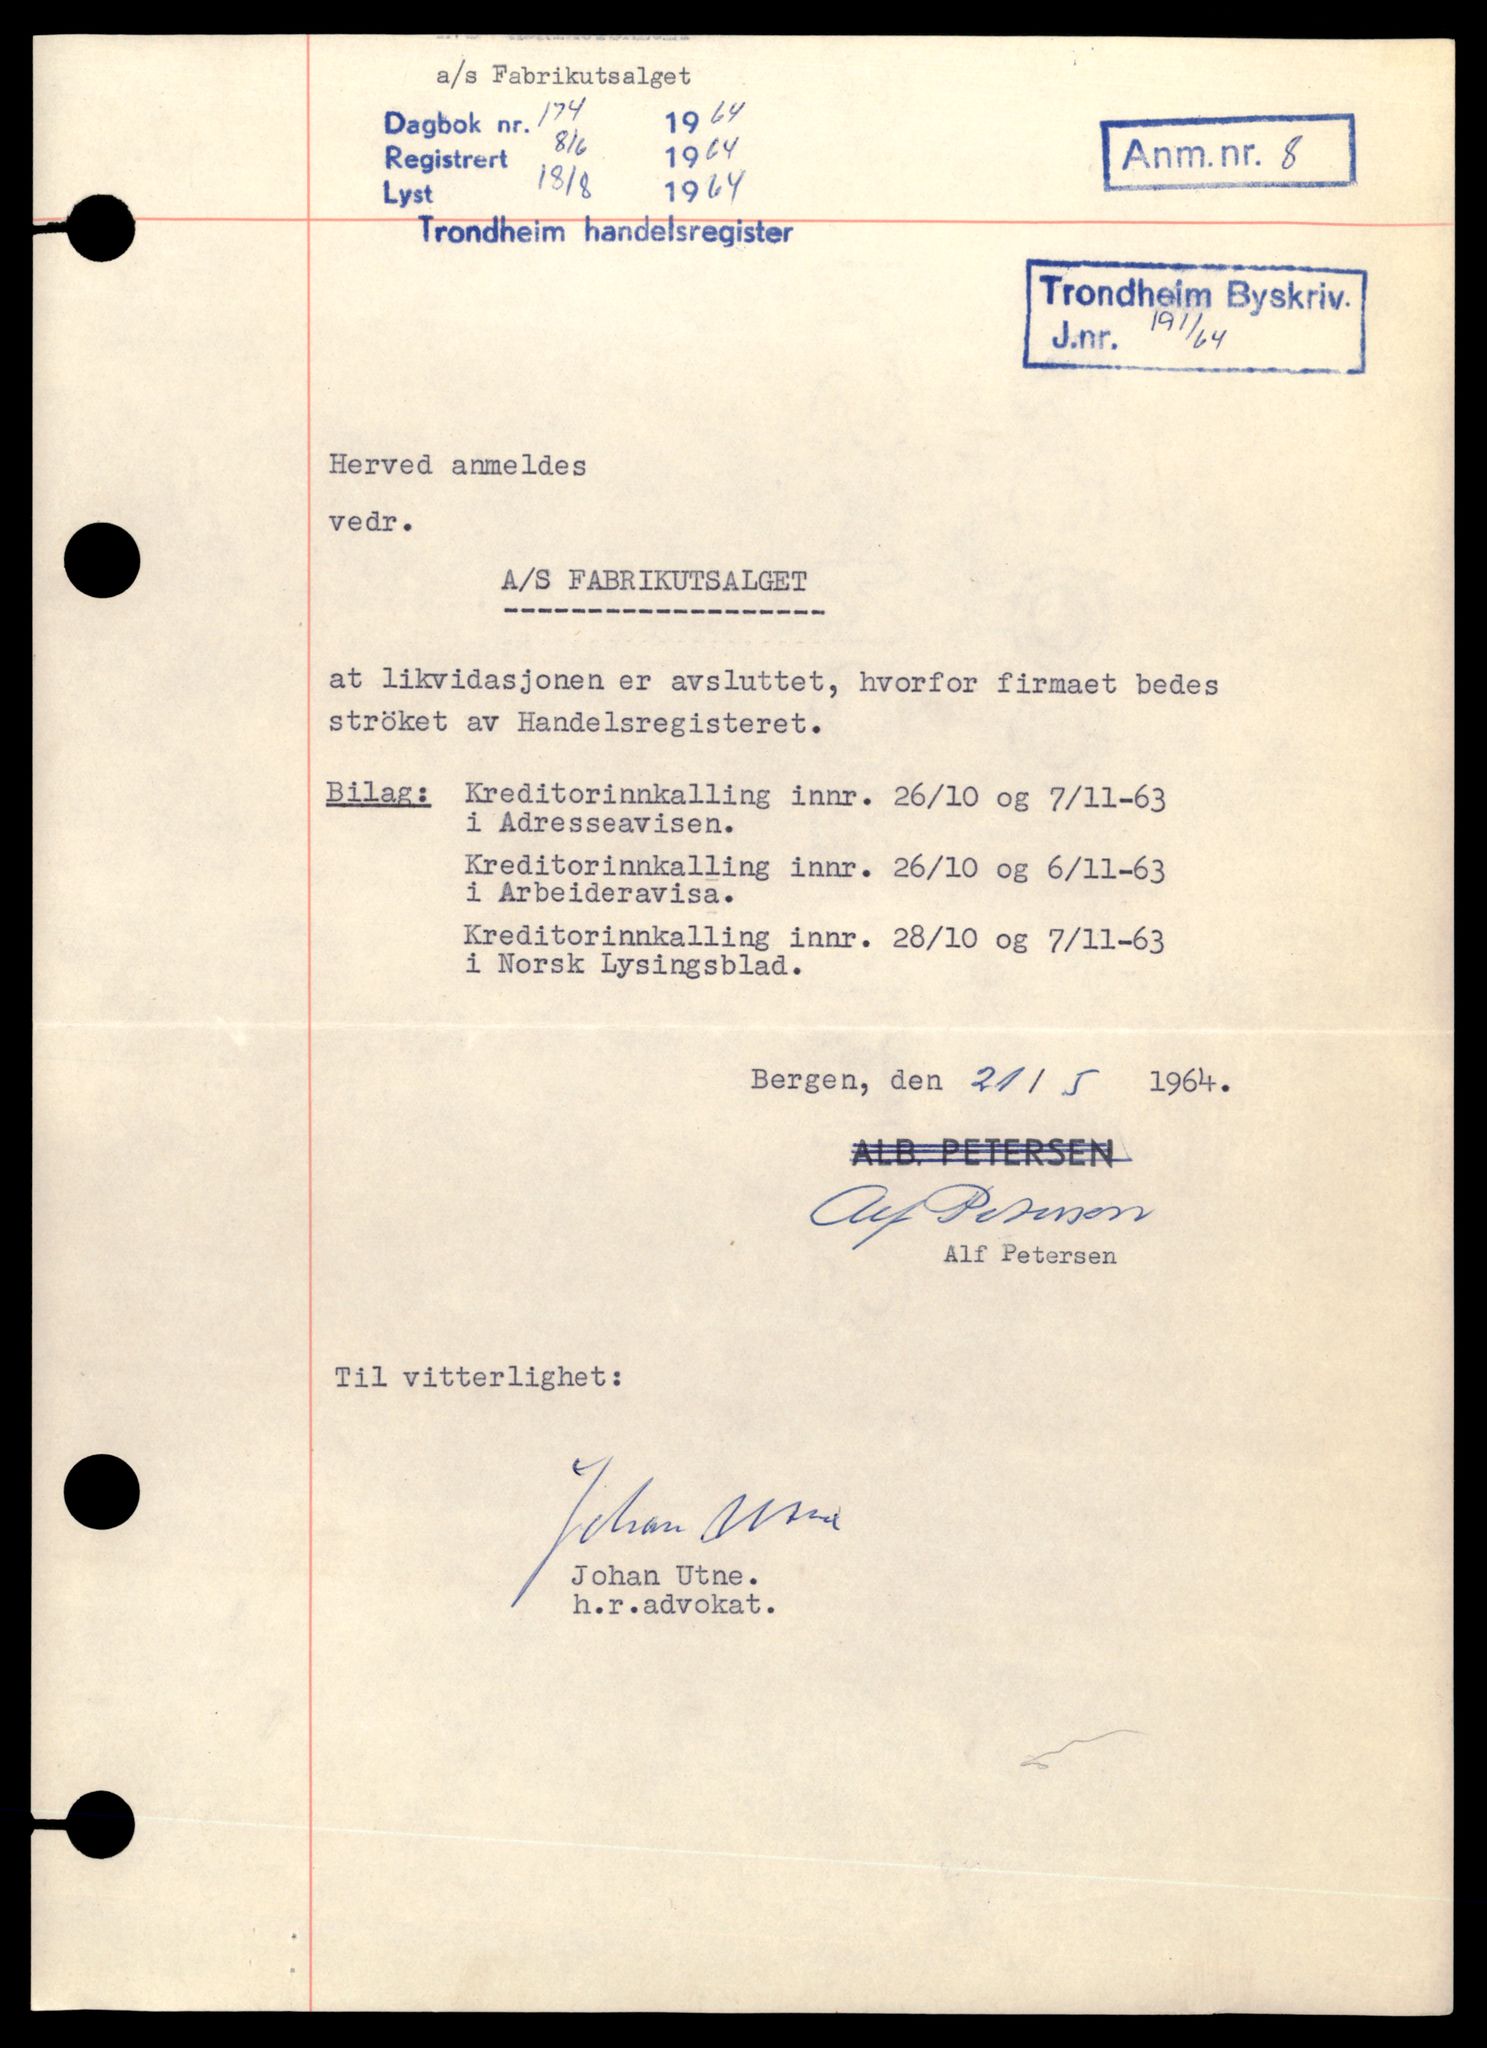 a/s Fabrikutsalget
Dagbok nr. 174 1964
Registrert 8/6 1964
Lyst 18/8 1964
Trondheim handelsregister
Anm. nr. 8
Trondheim Byskriv.
J.nr. 191/64
Herved anmeldes
vedr.
A/S FABRIKUTSALGET
at likvidasjonen er avsluttet, hvorfor firmaet bedes
ströket av Handelsregisteret.
Bilag: Kreditorinnkalling innr. 26/10 og 7/11-63
i Adresseavisen.
Kreditorinnkalling innr. 26/10 og 6/11-63
i Arbeideravisa.
Kreditorinnkalling innr. 28/10 og 7/11-63
i Norsk Lysingsblad.
Bergen, den 21/5 1964.
ALB. PETERSEN
Alf Petersen
Alf Petersen
Til vitterlighet:
Johan Utne
Johan Utne.
h.r.advokat.